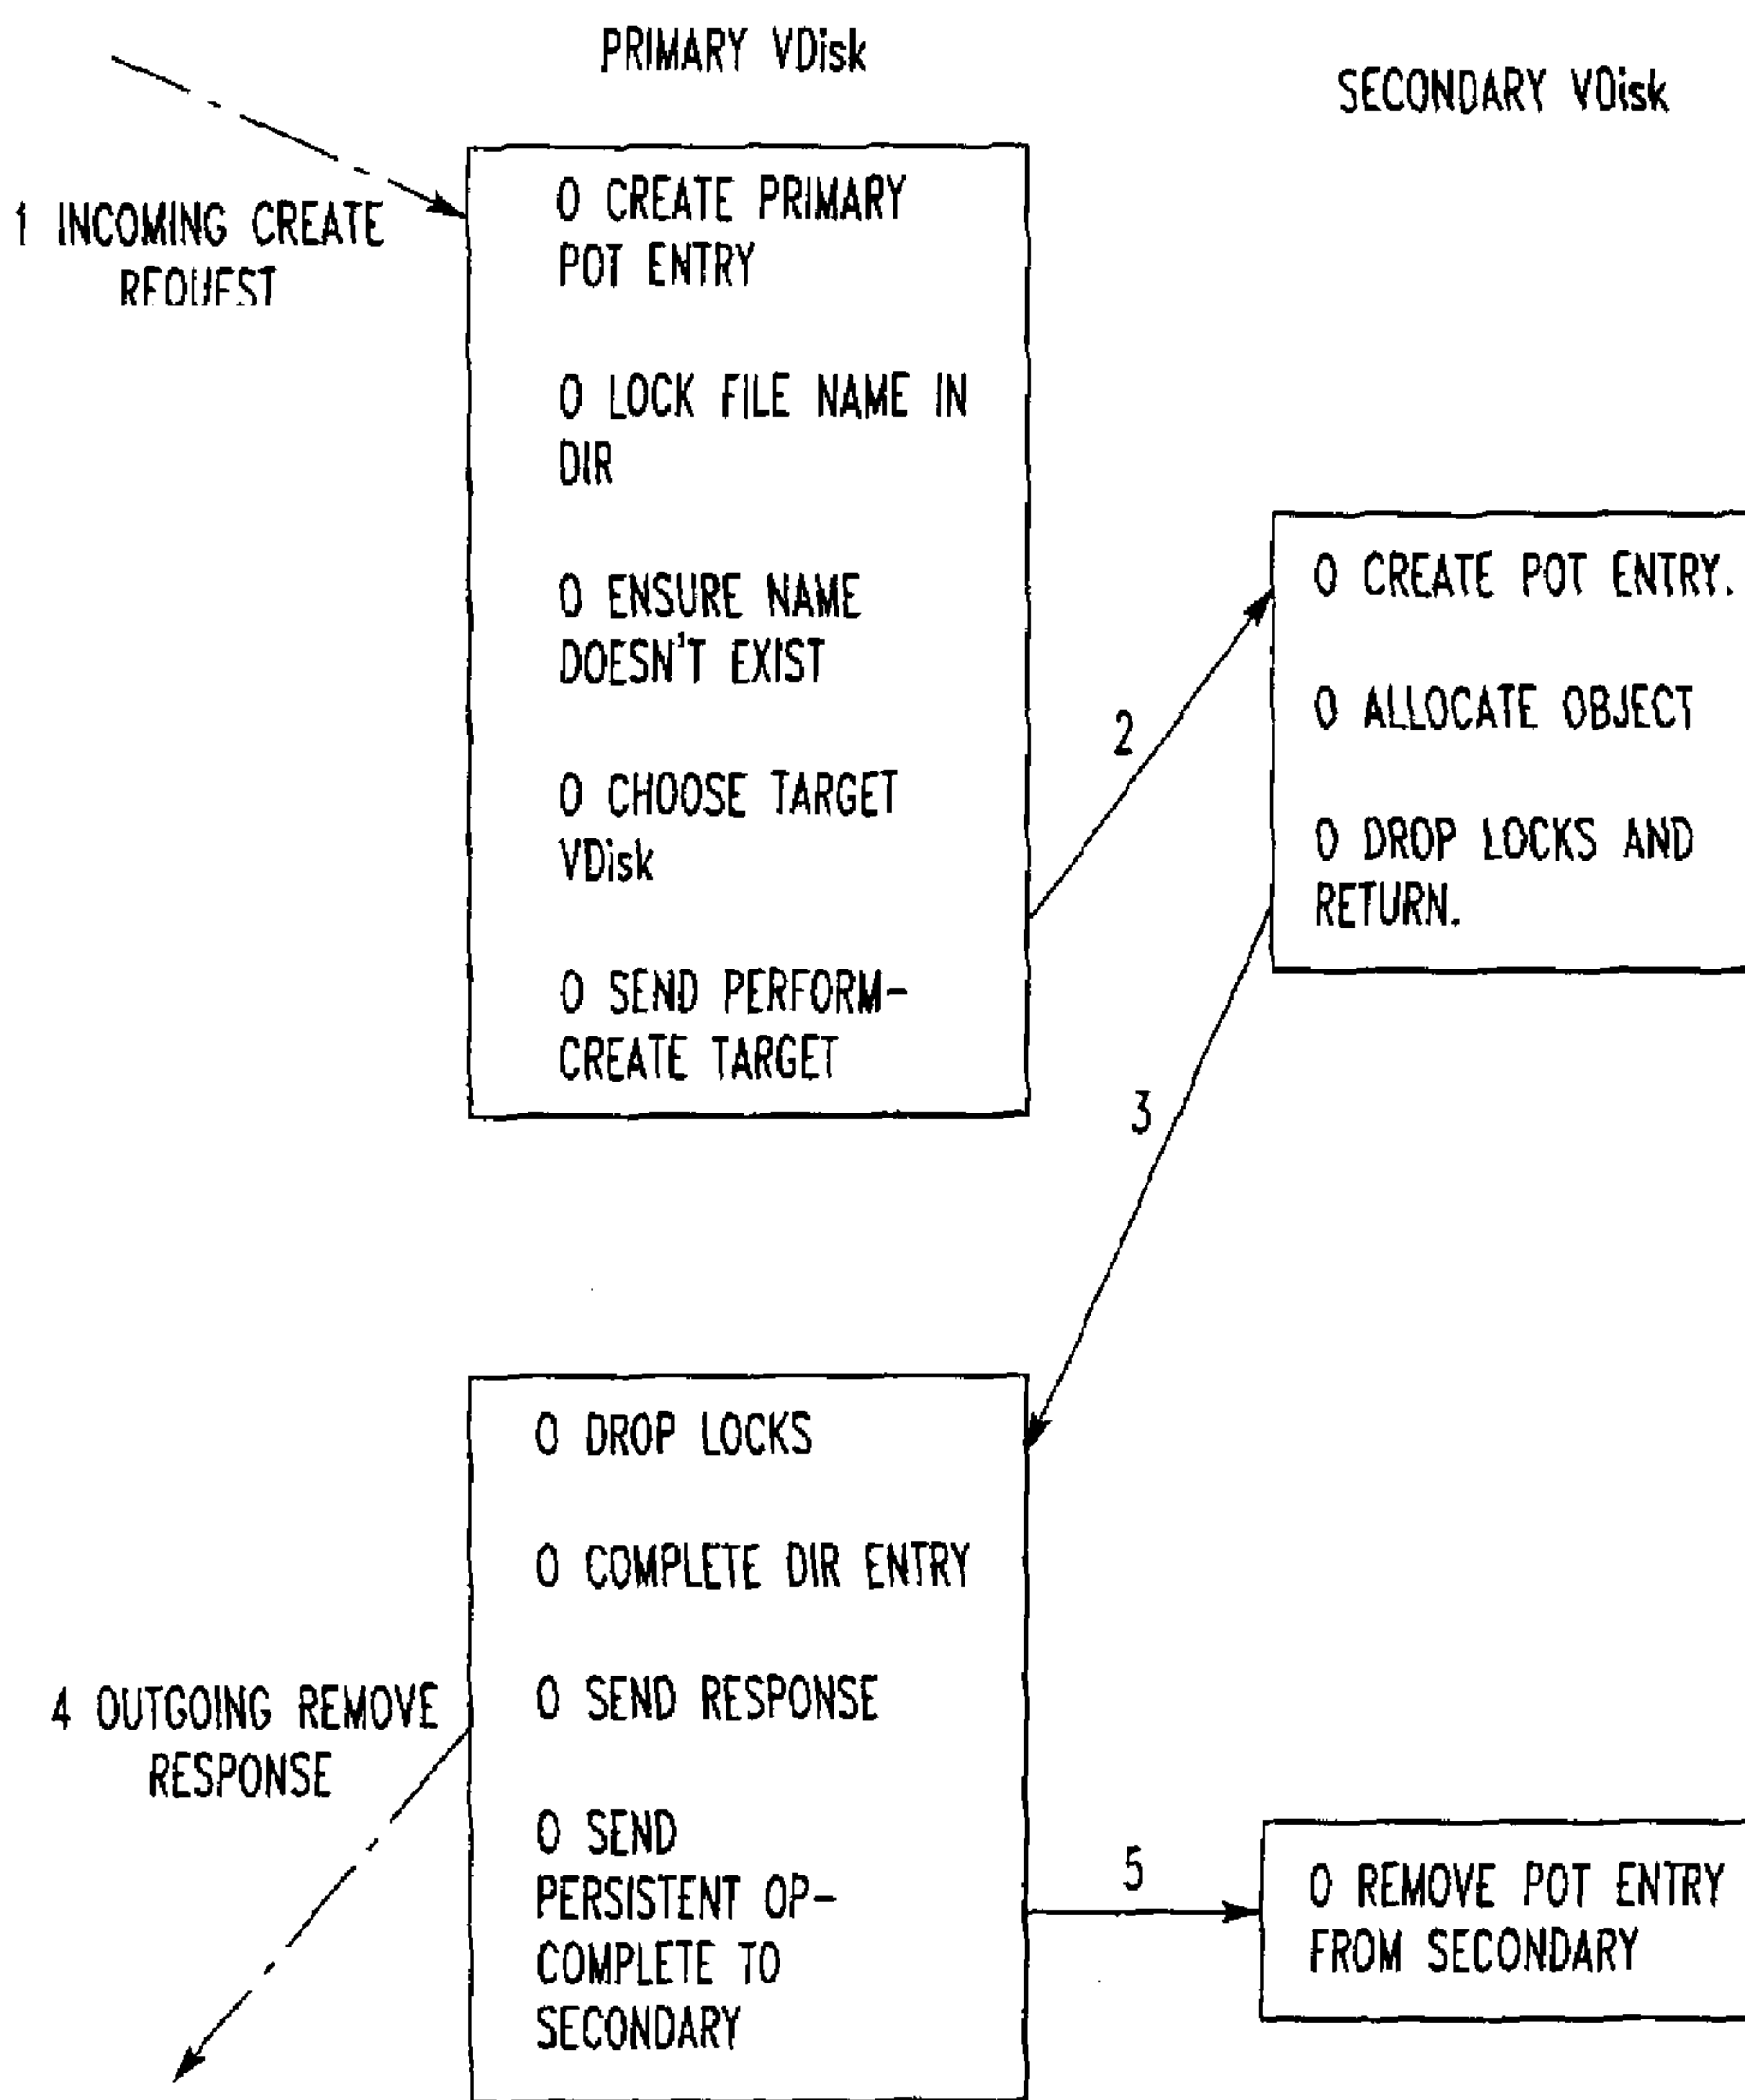 PRIMARY VDisk
SECONDARY VDisk
1 INCOMING CREATE
REQUEST
O CREATE PRIMARY
POT ENTRY
O LOCK FILE NAME IN
DIR
O ENSURE NAME
DOESN'T EXIST
O CHOOSE TARGET
VDisk
O SEND PERFORM-
CREATE TARGET
2
O CREATE POT ENTRY.
O ALLOCATE OBJECT
O DROP LOCKS AND
RETURN.
3
O DROP LOCKS
O COMPLETE DIR ENTRY
O SEND RESPONSE
O SEND
PERSISTENT OP-
COMPLETE TO
SECONDARY
4 OUTGOING REMOVE
RESPONSE
5
O REMOVE POT ENTRY
FROM SECONDARY